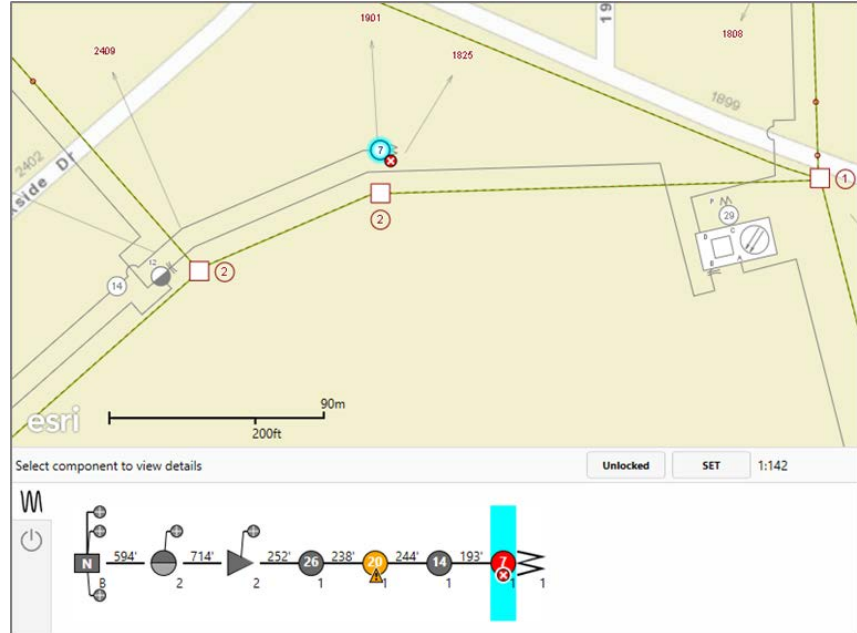 1901
2409
1825
1808
19
1899
2402
kside Dr
7
2
1
P
29
D
C
B
A
12
14
2
esri
90m
200ft
Select component to view details
Unlocked
SET
1:142
594' 714' 252' 238' 244' 193'
N 26 20 14 7
B 2 2 1 1 1 1 1